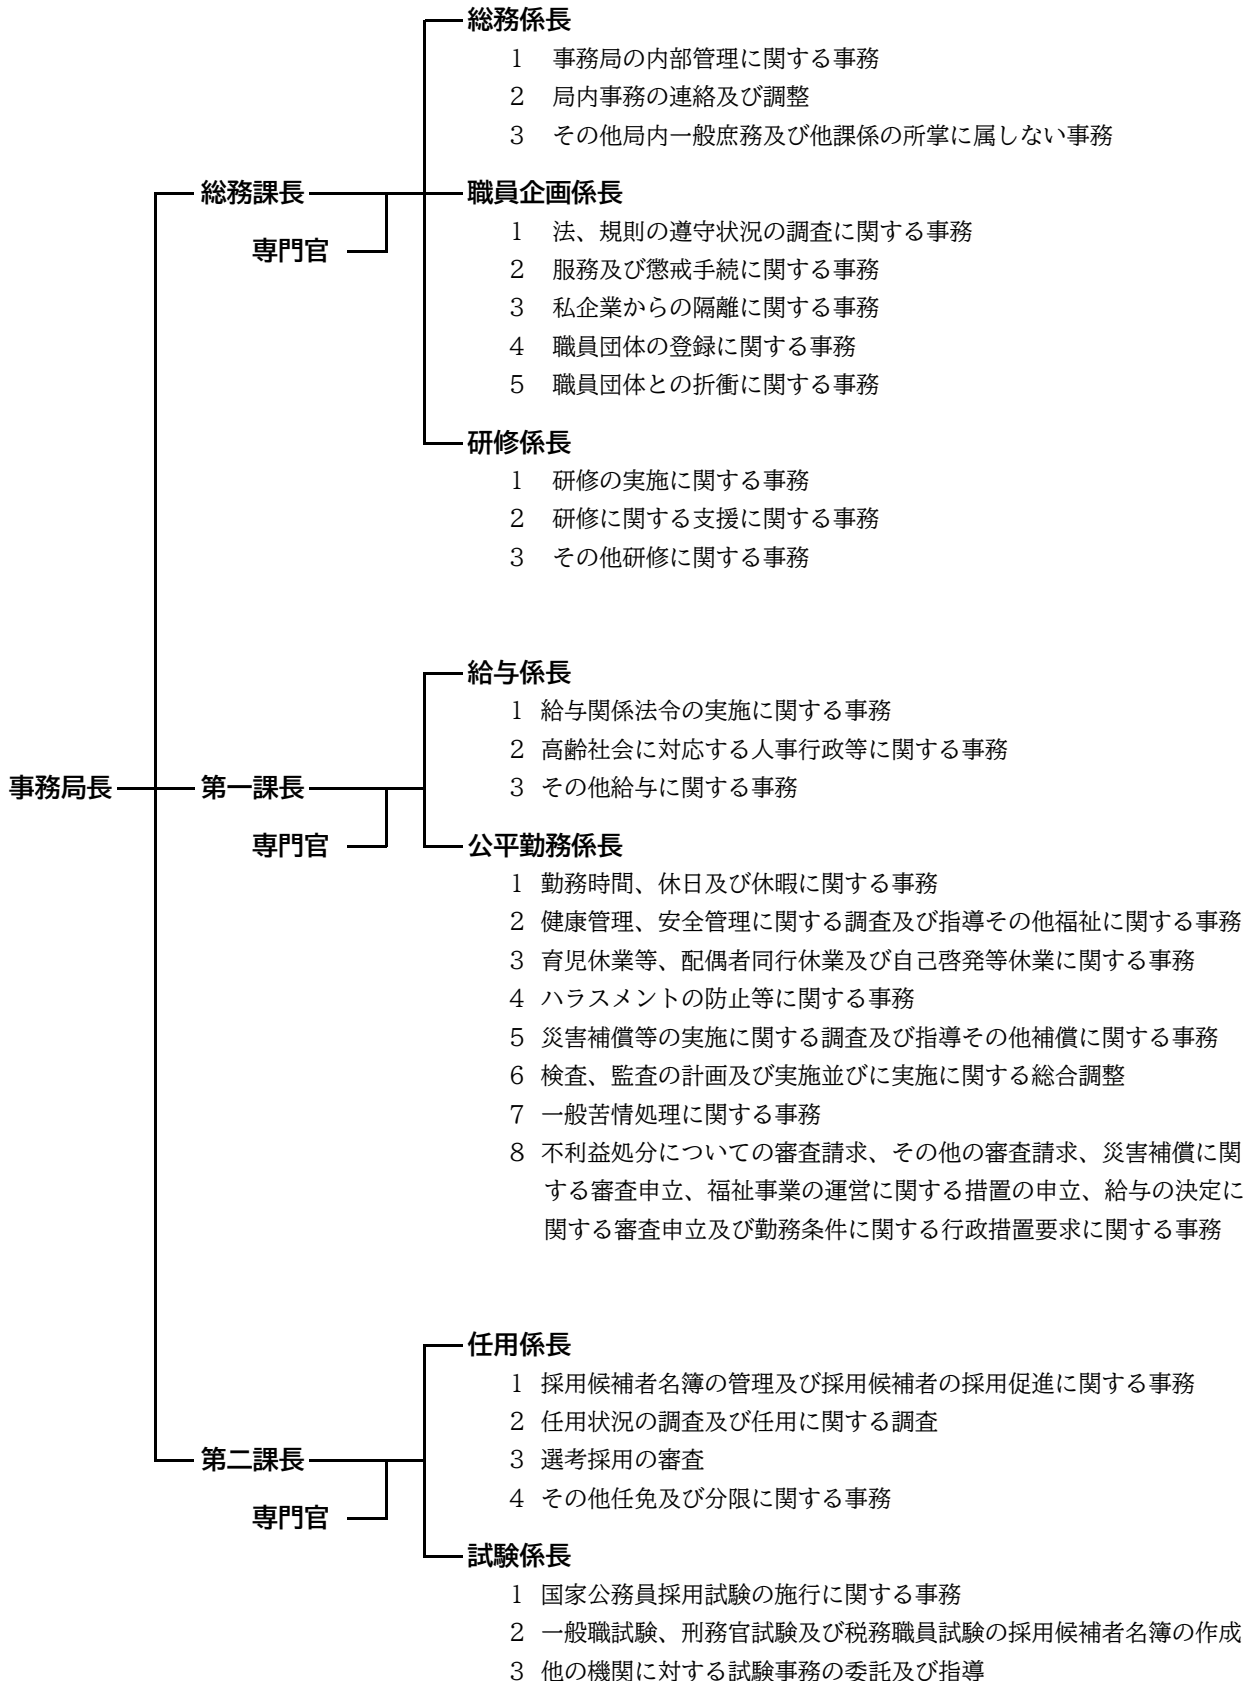 総務係長
1 事務局の内部管理に関する事務
2 局内事務の連絡及び調整
3 その他局内一般庶務及び他課係の所掌に属しない事務
総務課長
職員企画係長
1 法、規則の遵守状況の調査に関する事務
専門官
2 服務及び懲戒手続に関する事務
3 私企業からの隔離に関する事務
4 職員団体の登録に関する事務
5 職員団体との折衝に関する事務
研修係長
1 研修の実施に関する事務
2 研修に関する支援に関する事務
3 その他研修に関する事務
給与係長
1 給与関係法令の実施に関する事務
2 高齢社会に対応する人事行政等に関する事務
事務局長
第一課長
3 その他給与に関する事務
専門官
公平勤務係長
1 勤務時間、休日及び休暇に関する事務
2 健康管理、安全管理に関する調査及び指導その他福祉に関する事務
3 育児休業等、配偶者同行休業及び自己啓発等休業に関する事務
4 ハラスメントの防止等に関する事務
5 災害補償等の実施に関する調査及び指導その他補償に関する事務
6 検査、監査の計画及び実施並びに実施に関する総合調整
7 一般苦情処理に関する事務
8 不利益処分についての審査請求、その他の審査請求、災害補償に関
する審査申立、福祉事業の運営に関する措置の申立、給与の決定に
関する審査申立及び勤務条件に関する行政措置要求に関する事務
任用係長
1 採用候補者名簿の管理及び採用候補者の採用促進に関する事務
2 任用状況の調査及び任用に関する調査
第二課長
3 選考採用の審査
4 その他任免及び分限に関する事務
専門官
試験係長
1 国家公務員採用試験の施行に関する事務
2 一般職試験、刑務官試験及び税務職員試験の採用候補者名簿の作成
3 他の機関に対する試験事務の委託及び指導